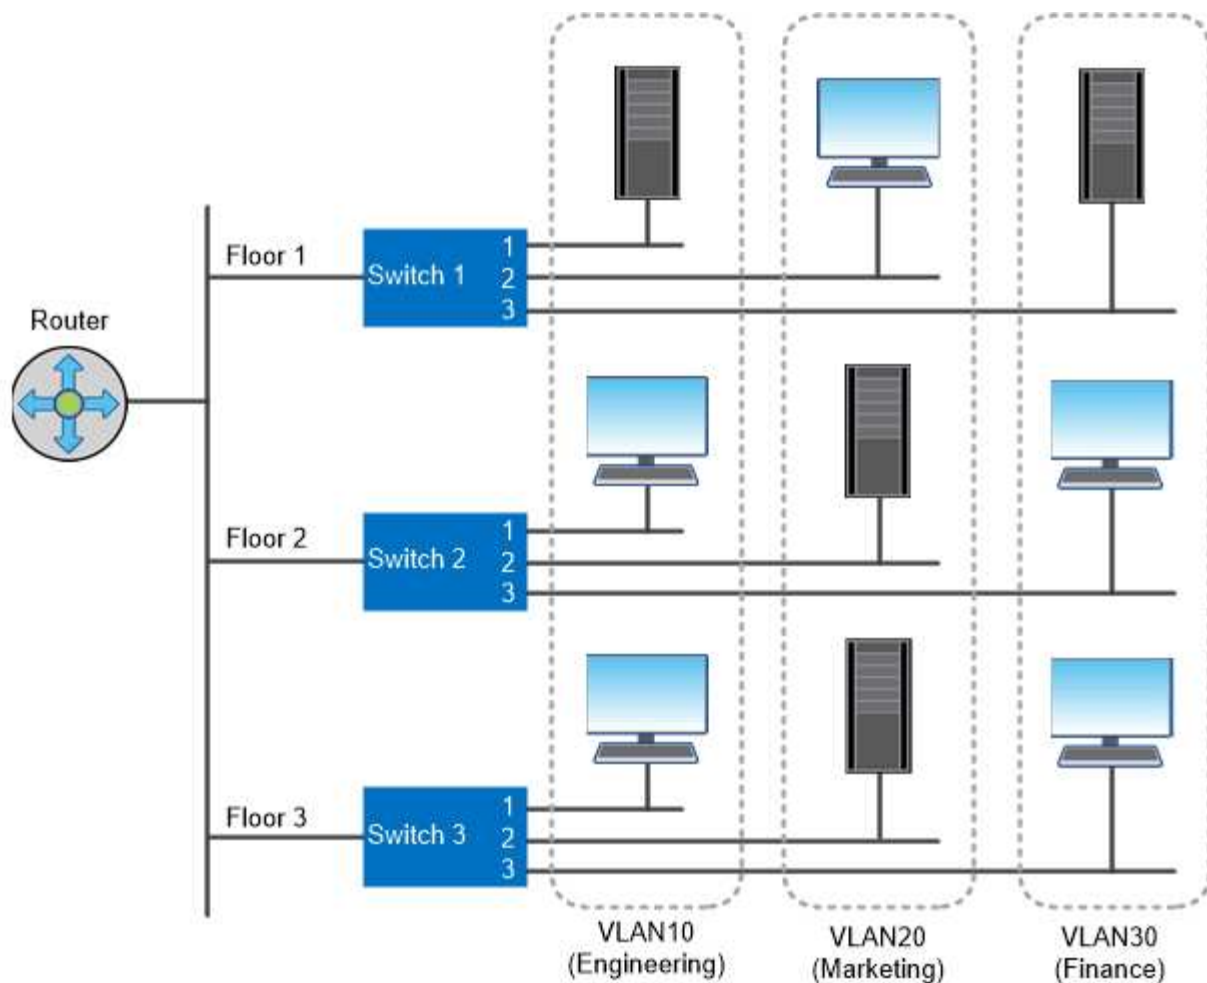 Router
Floor 1
Switch 1
1
2
3
Floor 2
Switch 2
1
2
3
Floor 3
Switch 3
1
2
3
VLAN10
(Engineering)
VLAN20
(Marketing)
VLAN30
(Finance)